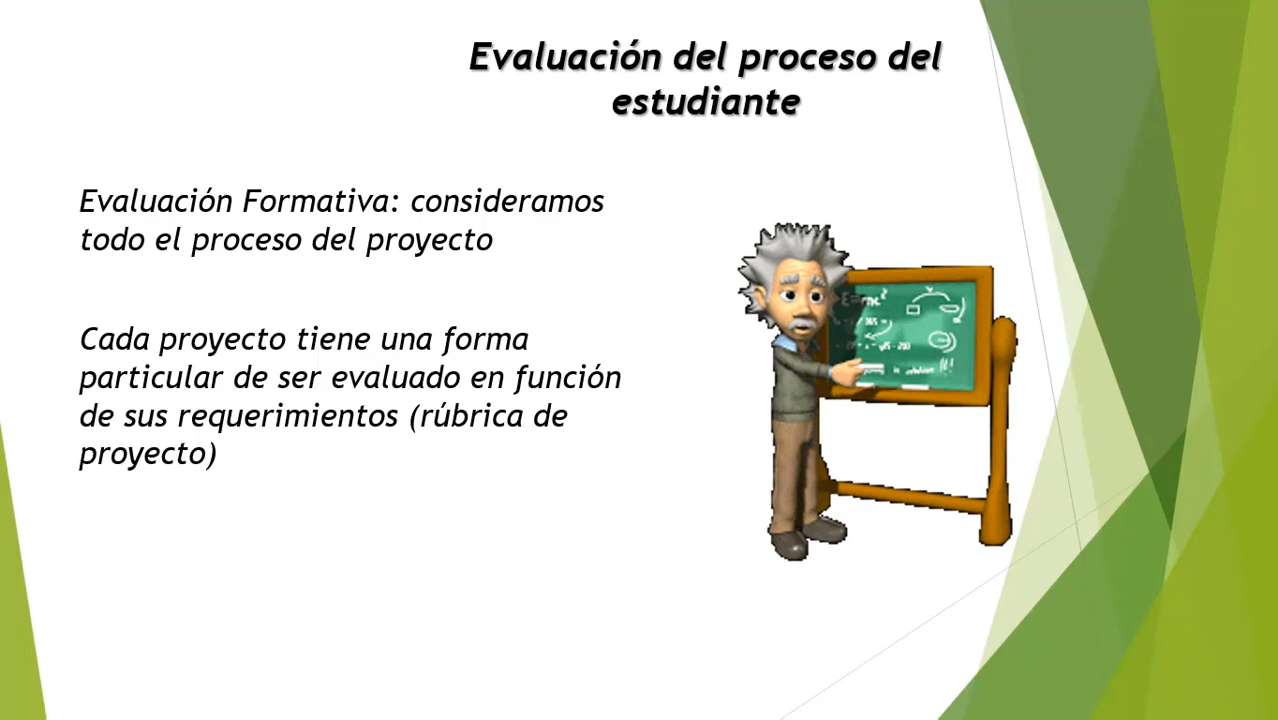 Evaluación del proceso del
estudiante
Evaluación Formativa: consideramos
todo el proceso del proyecto
Cada proyecto tiene una forma
particular de ser evaluado en función
de sus requerimientos (rúbrica de
proyecto)
E=mc²